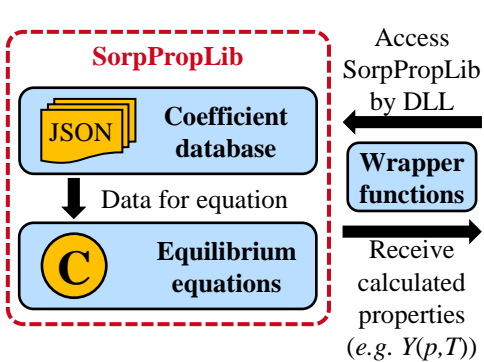 SorpPropLib
JSON
Coefficient
database
Data for equation
C
Equilibrium
equations
Access
SorpPropLib
by DLL
Wrapper
functions
Receive
calculated
properties
(e.g. Y(p,T))